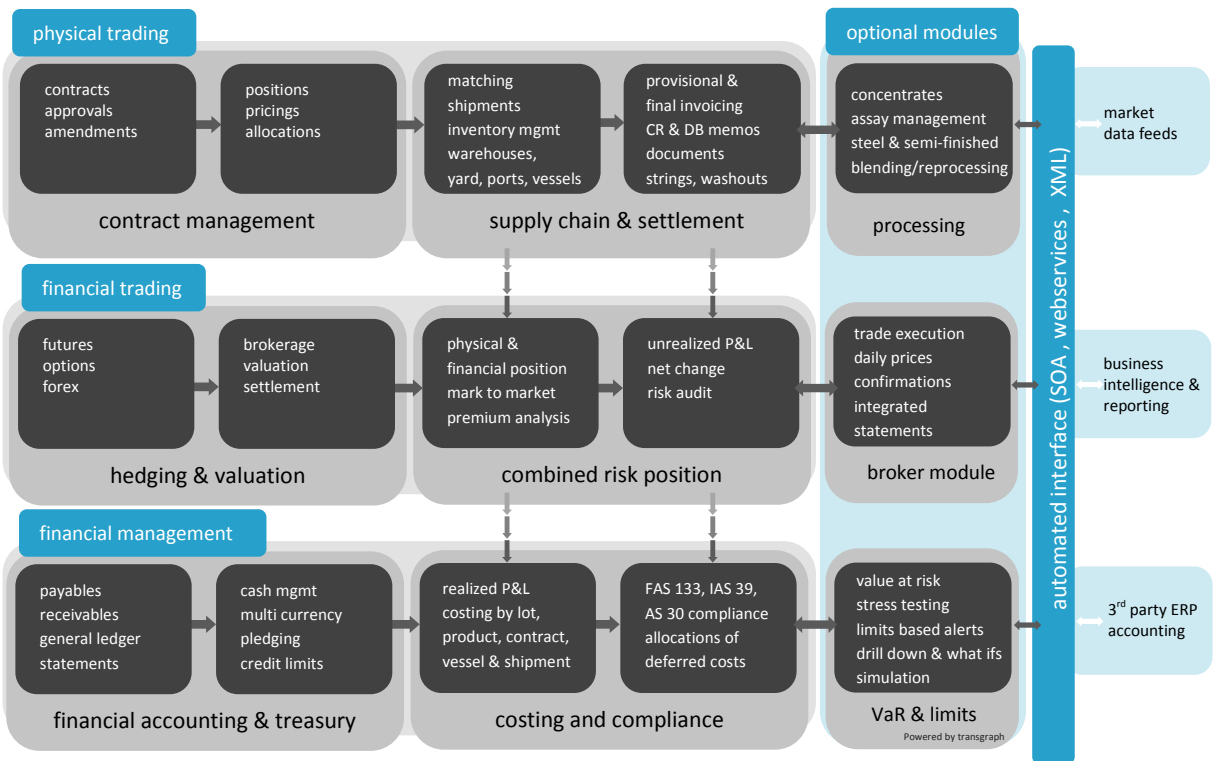 physical trading
optional modules
contracts
approvals
amendments
positions
pricings
allocations
contract management
matching
shipments
inventory mgmt
warehouses,
yard, ports, vessels
provisional &
final invoicing
CR & DB memos
documents
strings, washouts
supply chain & settlement
concentrates
assay management
steel & semi-finished
blending/reprocessing
processing
financial trading
futures
options
forex
brokerage
valuation
settlement
hedging & valuation
physical &
financial position
mark to market
premium analysis
unrealized P&L
net change
risk audit
combined risk position
trade execution
daily prices
confirmations
integrated
statements
broker module
financial management
payables
receivables
general ledger
statements
cash mgmt
multi currency
pledging
credit limits
financial accounting & treasury
realized P&L
costing by lot,
product, contract,
vessel & shipment
FAS 133, IAS 39,
AS 30 compliance
allocations of
deferred costs
costing and compliance
value at risk
stress testing
limits based alerts
drill down & what ifs
simulation
VaR & limits
Powered by transgraph
automated interface (SOA , webservices , XML)
market
data feeds
business
intelligence &
reporting
3rd party ERP
accounting